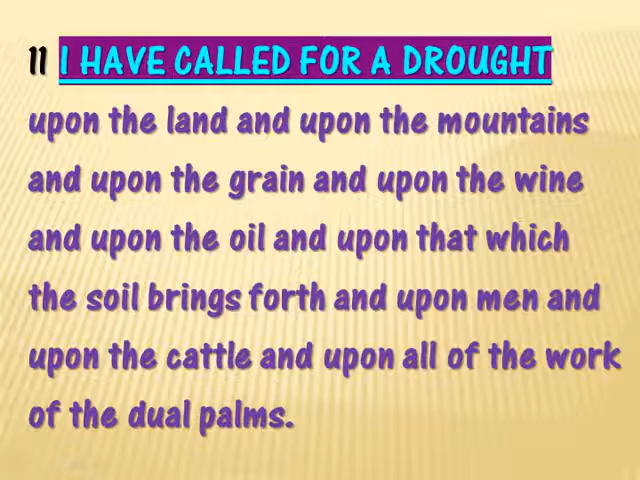 11 I HAVE CALLED FOR A DROUGHT
upon the land and upon the mountains
and upon the grain and upon the wine
and upon the oil and upon that which
the soil brings forth and upon men and
upon the cattle and upon all of the work
of the dual palms.